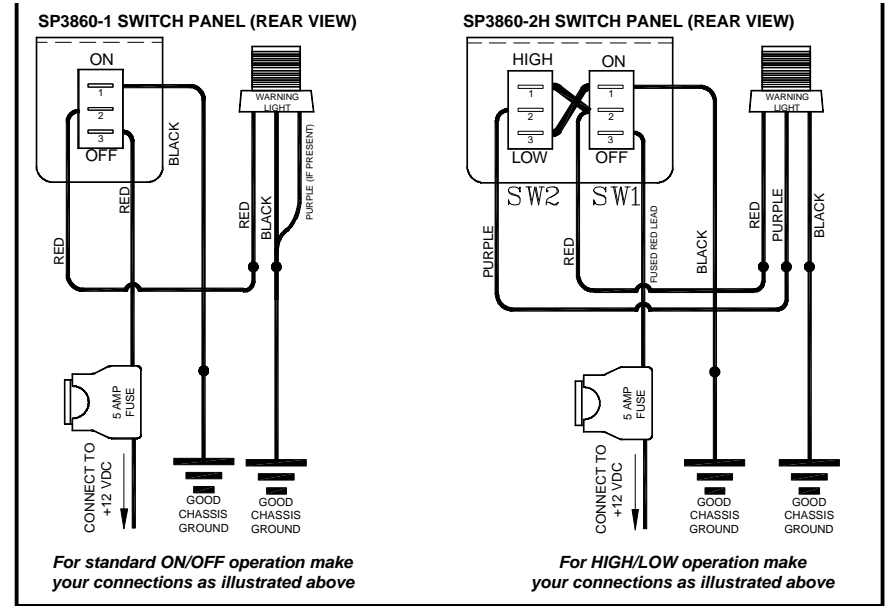 SP3860-1 SWITCH PANEL (REAR VIEW)
ON
1
2
3
OFF
WARNING
LIGHT
RED
RED
BLACK
RED
BLACK
PURPLE (IF PRESENT)
5 AMP
FUSE
CONNECT TO
+12 VDC
GOOD
CHASSIS
GROUND
GOOD
CHASSIS
GROUND
For standard ON/OFF operation make
your connections as illustrated above
SP3860-2H SWITCH PANEL (REAR VIEW)
HIGH
1
2
3
LOW
SW2
ON
1
2
3
OFF
SW1
WARNING
LIGHT
PURPLE
RED
FUSED RED LEAD
BLACK
RED
PURPLE
BLACK
5 AMP
FUSE
CONNECT TO
+12 VDC
GOOD
CHASSIS
GROUND
GOOD
CHASSIS
GROUND
For HIGH/LOW operation make
your connections as illustrated above